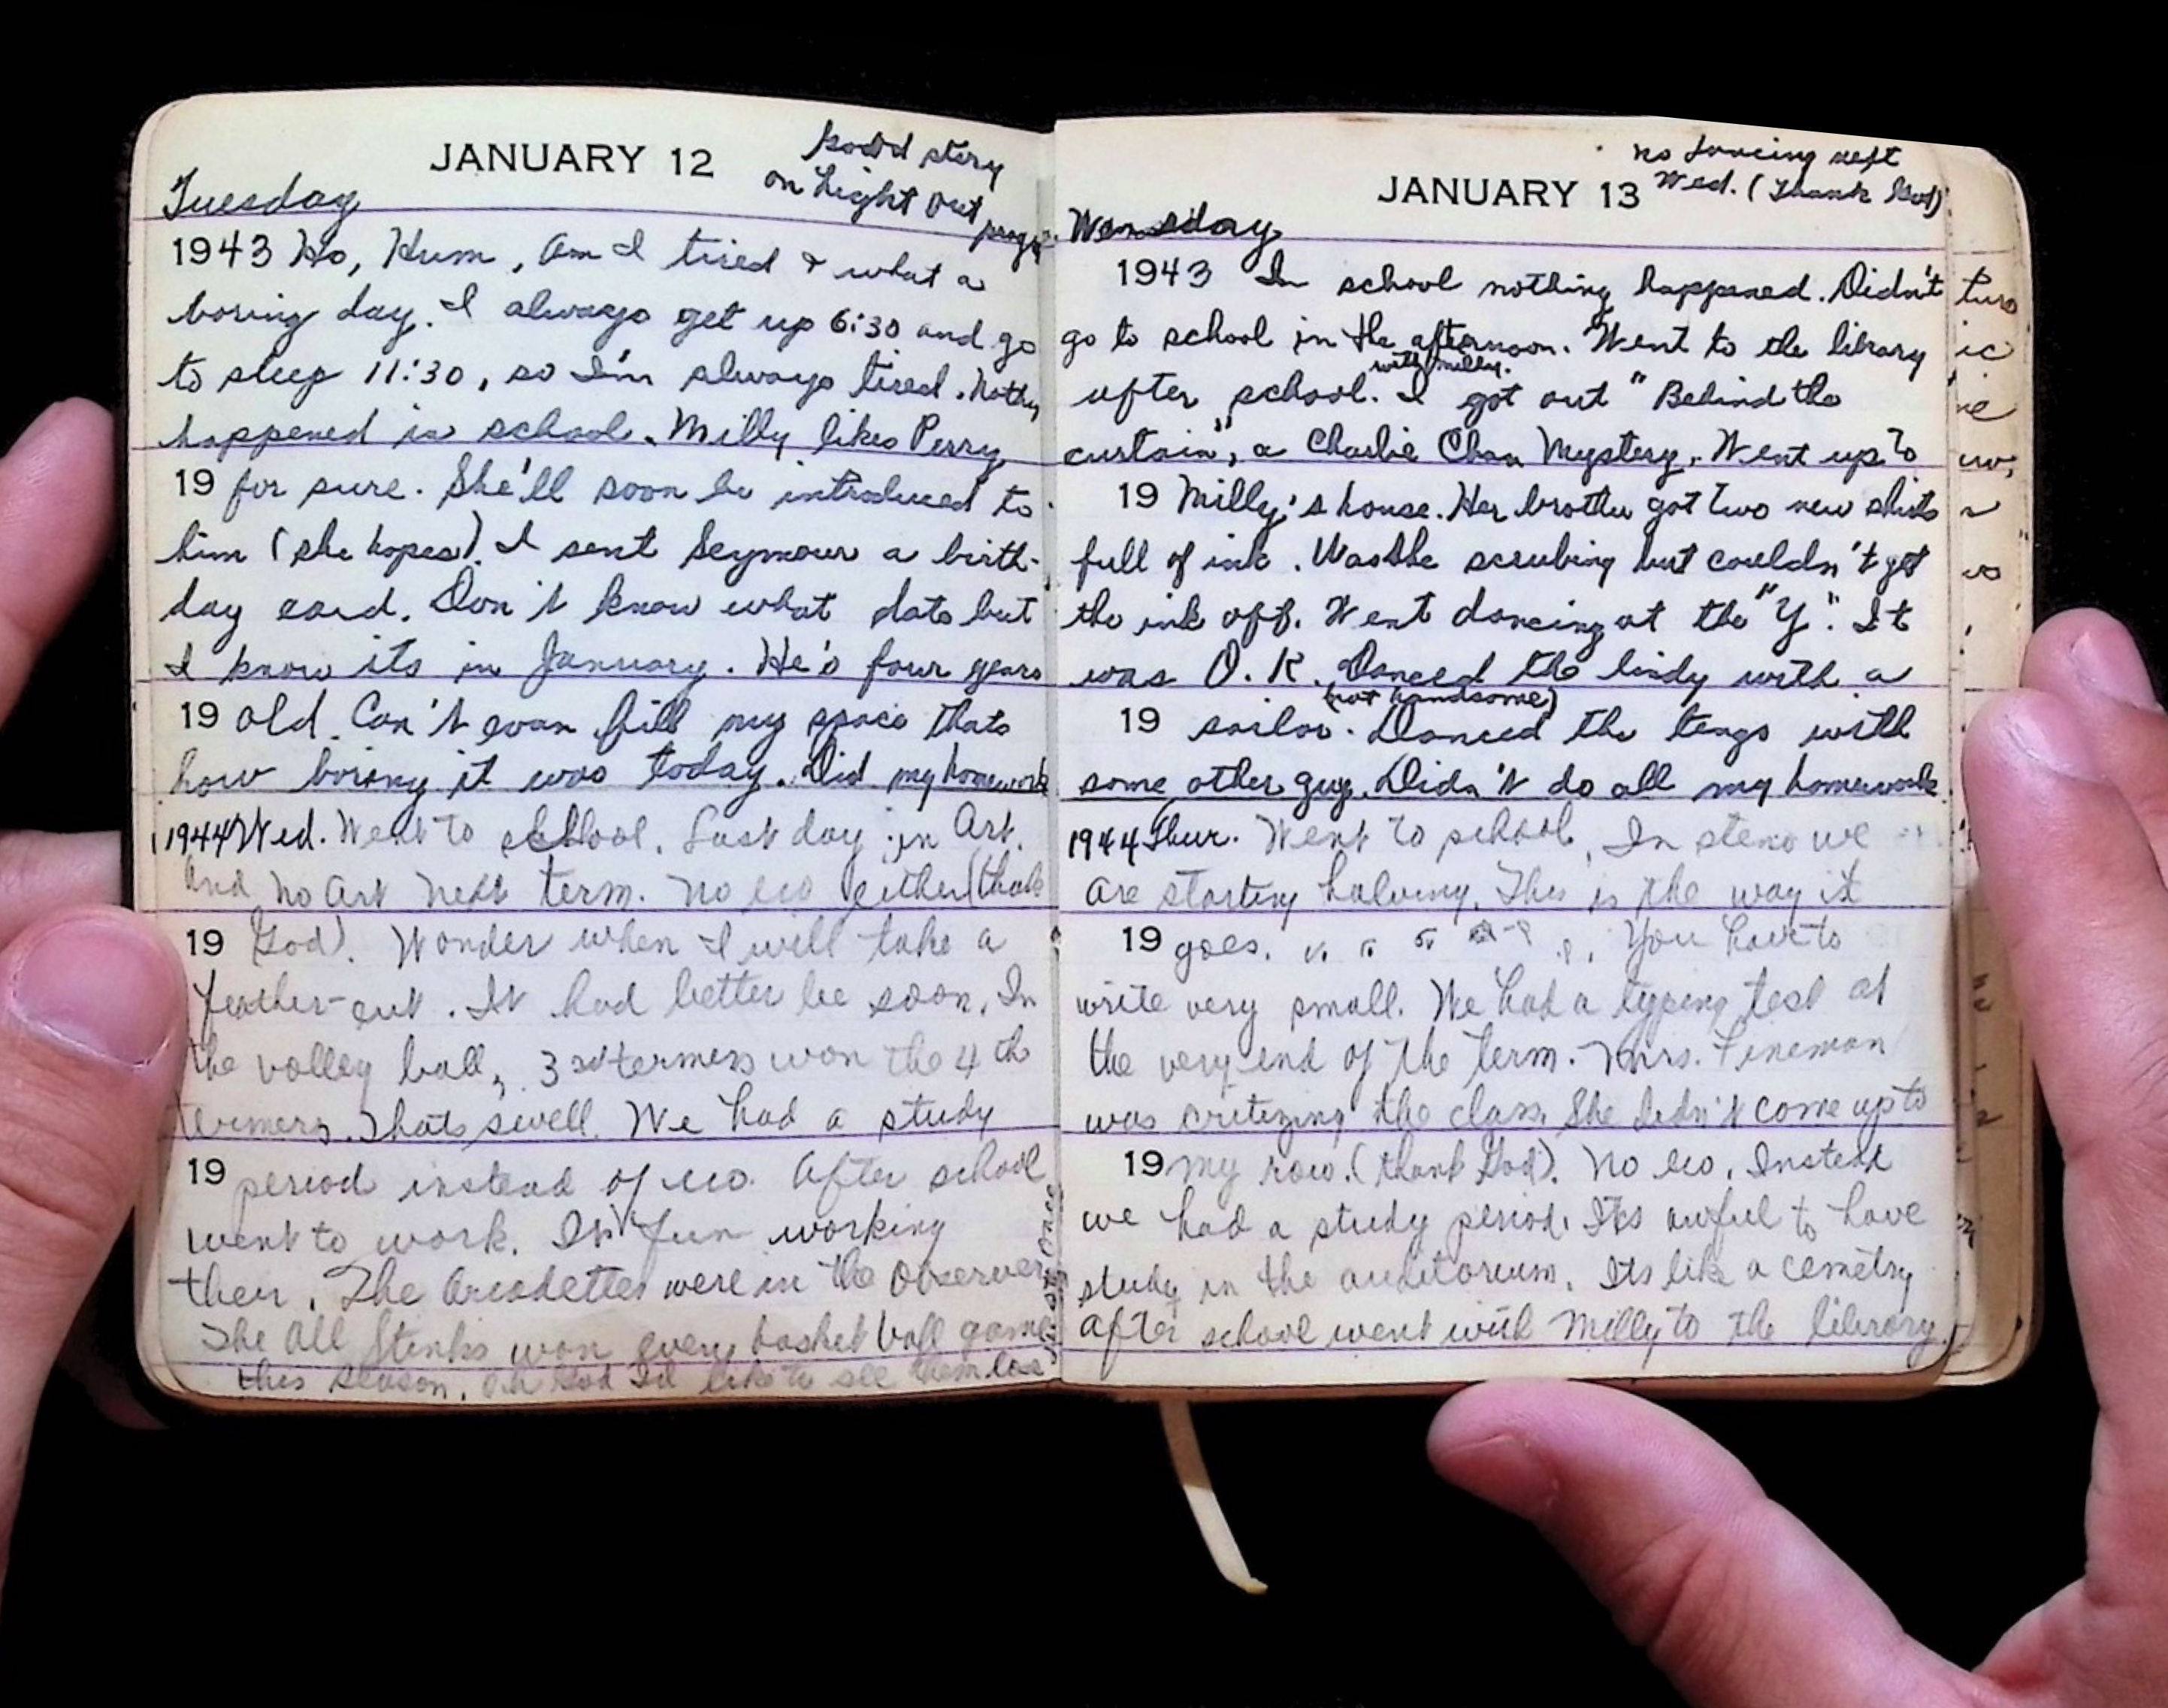 JANUARY 12
Good story
on Light Out
Tuesday
1943 Ho, Hum, Am I tired & what a
boring day. I always get up 6:30 and go
to sleep 11:30, so I'm always tired. Nothing
happened in school. Milly likes Perry
19 for sure. She'll soon be introduced to
him (she hopes). I sent Seymour a birth-
day card. Don't know what date but
I know its in January. He's four years
19 old. Can't even fill my space thats
how boring it was today. Did my homework
1944 Wed. Went to school. Last day in Art.
And no Art next term. No eco either (thank
19 God). Wonder when I will take a
feather-cut. It had better be soon. In
the volley ball, 3rd termers won the 4th
termers. Thats swell. We had a study
19 period instead of eco. After school
went to work. It's fun working
their. The Arcadettes were in the Observer
The All Stinks won every basket ball game
this season. Oh God I'd like to see them lose
just once
JANUARY 13
no dancing next
Wed. (Thank God)
Wensday
1943 In school nothing happened. Didn't
go to school in the afternoon. Went to the library
after school. with Milly. I got out "Behind the
curtain", a Charlie Chan Mystery. Went up to
19 Milly's house. Her brother got two new shirts
full of ink. Was she scrubing but couldn't get
the ink off. Went dancing at the "Y". It
was O.K. Danced the lindy with a
19 sailor. (not handsome) Danced the tango with
some other guy. Didn't do all my homework
1944 Thur. Went to school, In steno we
are starting halving. This is the way it
19 goes. You have to
write very small. We had a typing test at
the very end of the term. Mrs. Fineman
was critizing the class. She didn't come up to
19 my row. (thank God). No eco. Instead
we had a study period. Its awful to have
study in the auditorium. Its like a cemetry
After school went with Milly to the library.